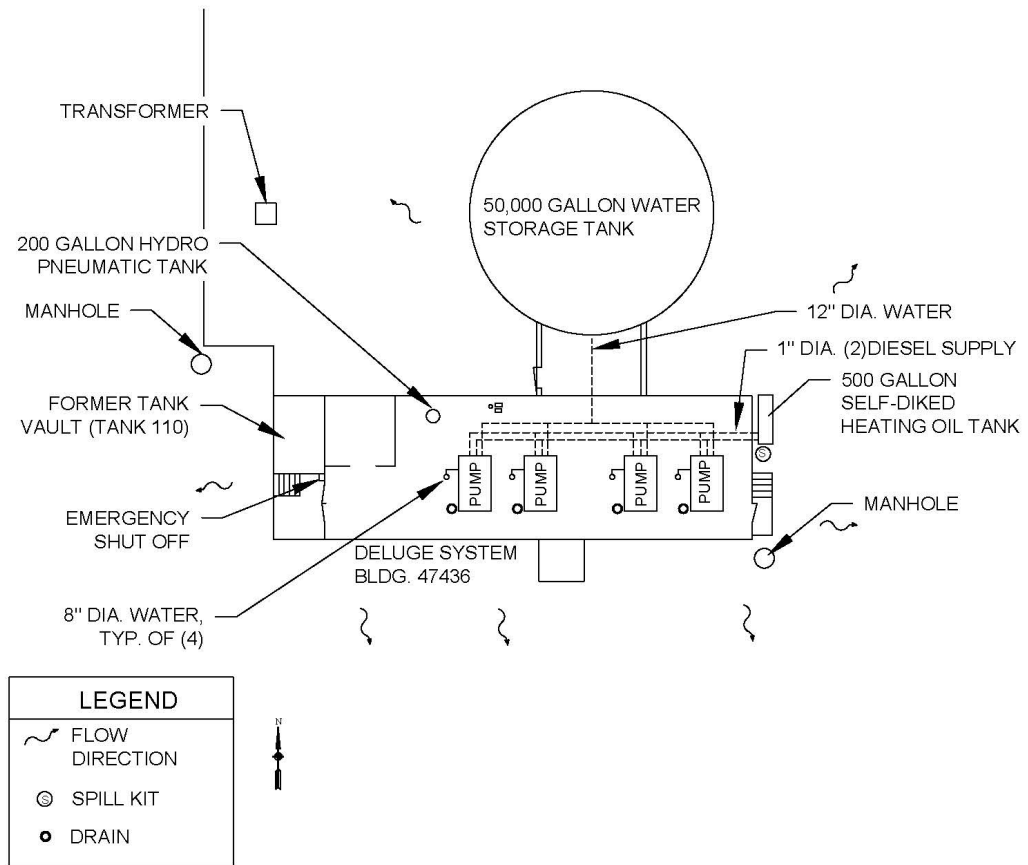 TRANSFORMER
50,000 GALLON WATER
STORAGE TANK
200 GALLON HYDRO
PNEUMATIC TANK
MANHOLE
12" DIA. WATER
1" DIA. (2)DIESEL SUPPLY
500 GALLON
SELF-DIKED
HEATING OIL TANK
FORMER TANK
VAULT (TANK 110)
S
PUMP
PUMP
PUMP
PUMP
MANHOLE
EMERGENCY
SHUT OFF
DELUGE SYSTEM
BLDG. 47436
8" DIA. WATER,
TYP. OF (4)
LEGEND
FLOW
DIRECTION
S SPILL KIT
DRAIN
N